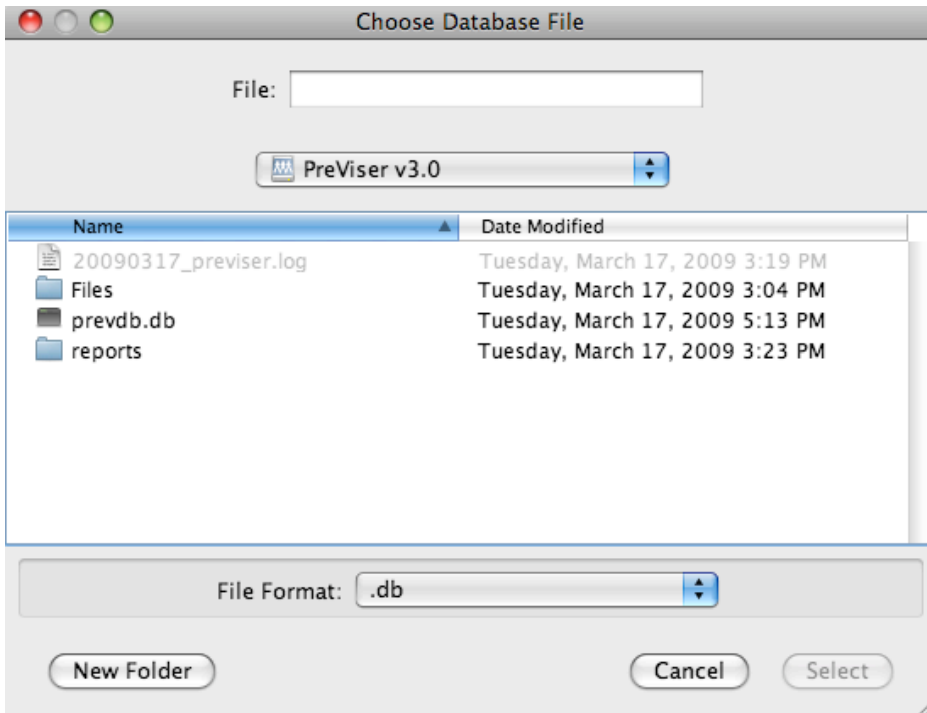 Choose Database File
File:
PreViser v3.0
Name Date Modified
20090317_previser.log Tuesday, March 17, 2009 3:19 PM
Files Tuesday, March 17, 2009 3:04 PM
prevdb.db Tuesday, March 17, 2009 5:13 PM
reports Tuesday, March 17, 2009 3:23 PM
File Format: .db
New Folder Cancel Select